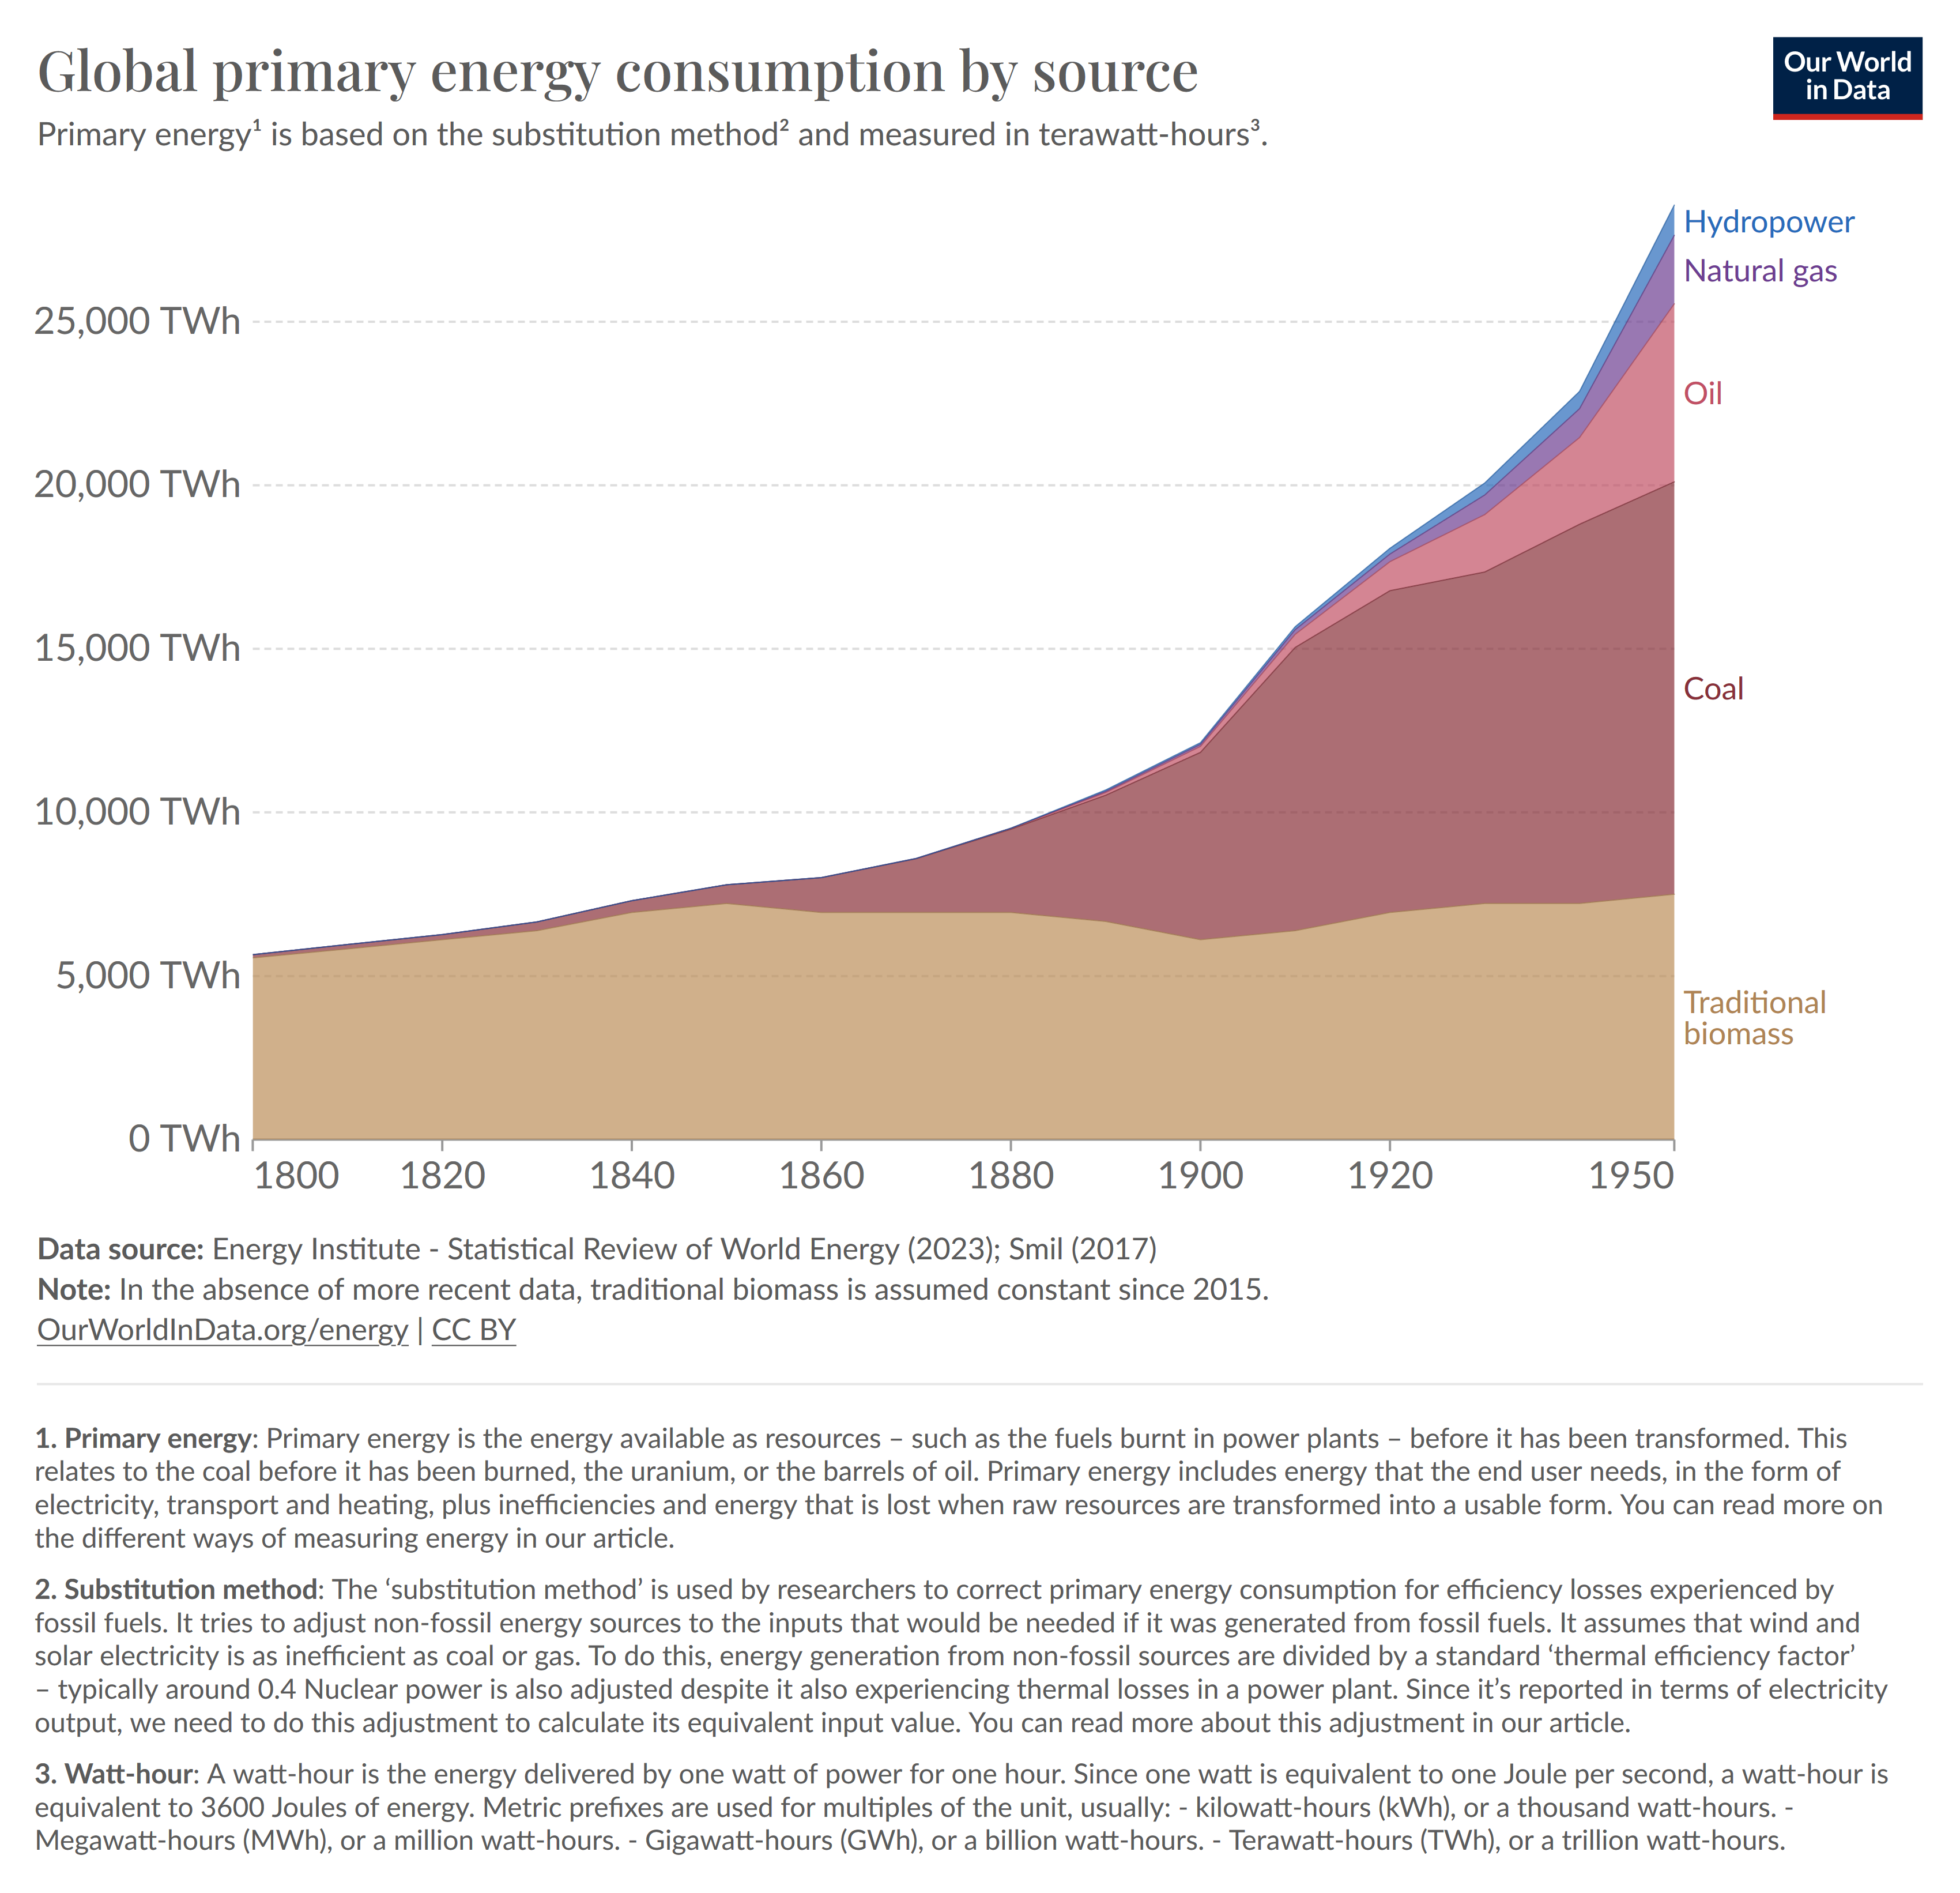 Global primary energy consumption by source
Our World
in Data
Primary energy¹ is based on the substitution method² and measured in terawatt-hours³.
Hydropower
Natural gas
25,000 TWh
Oil
20,000 TWh
15,000 TWh
Coal
10,000 TWh
5,000 TWh
Traditional
biomass
0 TWh
1800 1820 1840 1860 1880 1900 1920 1950
Data source: Energy Institute - Statistical Review of World Energy (2023); Smil (2017)
Note: In the absence of more recent data, traditional biomass is assumed constant since 2015.
OurWorldInData.org/energy | CC BY
1. Primary energy: Primary energy is the energy available as resources – such as the fuels burnt in power plants – before it has been transformed. This
relates to the coal before it has been burned, the uranium, or the barrels of oil. Primary energy includes energy that the end user needs, in the form of
electricity, transport and heating, plus inefficiencies and energy that is lost when raw resources are transformed into a usable form. You can read more on
the different ways of measuring energy in our article.
2. Substitution method: The ‘substitution method’ is used by researchers to correct primary energy consumption for efficiency losses experienced by
fossil fuels. It tries to adjust non-fossil energy sources to the inputs that would be needed if it was generated from fossil fuels. It assumes that wind and
solar electricity is as inefficient as coal or gas. To do this, energy generation from non-fossil sources are divided by a standard ‘thermal efficiency factor’
– typically around 0.4 Nuclear power is also adjusted despite it also experiencing thermal losses in a power plant. Since it’s reported in terms of electricity
output, we need to do this adjustment to calculate its equivalent input value. You can read more about this adjustment in our article.
3. Watt-hour: A watt-hour is the energy delivered by one watt of power for one hour. Since one watt is equivalent to one Joule per second, a watt-hour is
equivalent to 3600 Joules of energy. Metric prefixes are used for multiples of the unit, usually: - kilowatt-hours (kWh), or a thousand watt-hours. -
Megawatt-hours (MWh), or a million watt-hours. - Gigawatt-hours (GWh), or a billion watt-hours. - Terawatt-hours (TWh), or a trillion watt-hours.